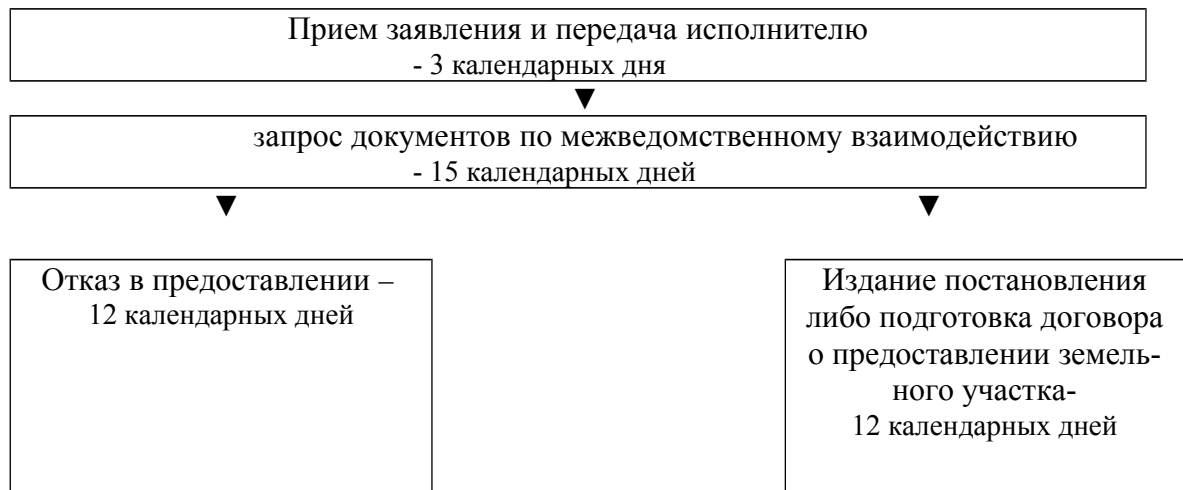 Прием заявления и передача исполнителю
- 3 календарных дня
запрос документов по межведомственному взаимодействию
- 15 календарных дней
Отказ в предоставлении –
12 календарных дней
Издание постановления
либо подготовка договора
о предоставлении земель-
ного участка-
12 календарных дней